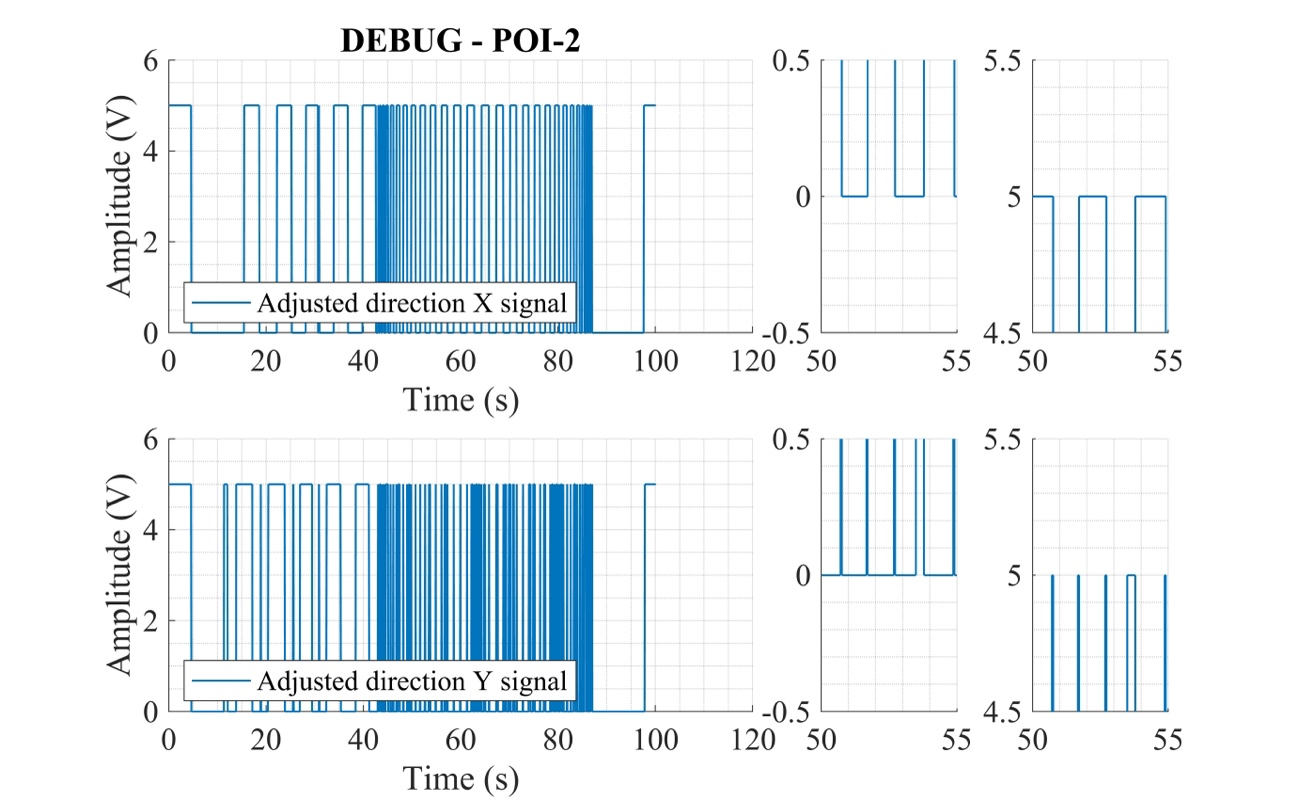 DEBUG - POI-2
6
4
2
0
Amplitude (V)
Adjusted direction X signal
0 20 40 60 80 100 120
Time (s)
0.5
0
-0.5
50 55
5.5
5
4.5
50 55
6
4
2
0
Amplitude (V)
Adjusted direction Y signal
0 20 40 60 80 100 120
Time (s)
0.5
0
-0.5
50 55
5.5
5
4.5
50 55